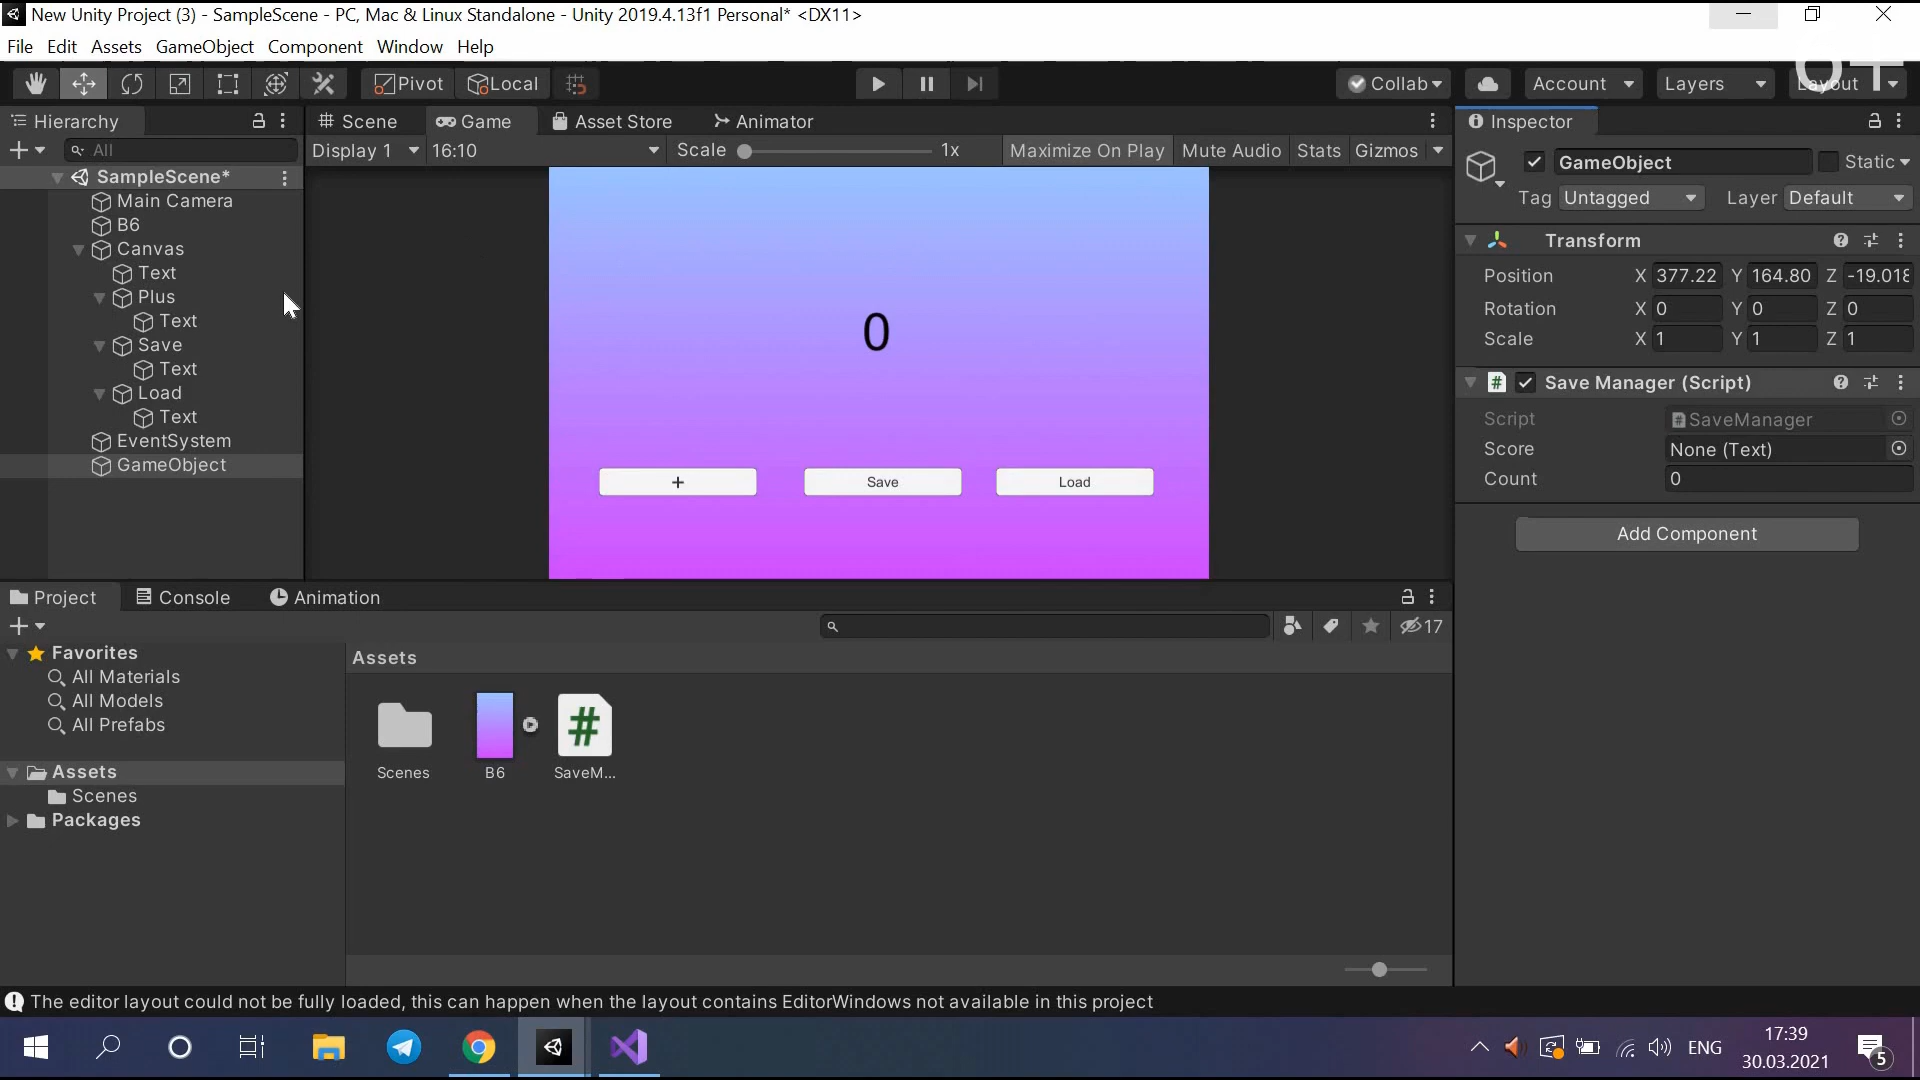 New Unity Project (3) - SampleScene - PC, Mac & Linux Standalone - Unity 2019.4.13f1 Personal* <DX11>
File Edit Assets GameObject Component Window Help
Pivot Local Collab Account Layers Layout
Hierarchy Scene Game Asset Store Animator Inspector
All Display 1 16:10 Scale 1x Maximize On Play Mute Audio Stats Gizmos
GameObject Static
Tag Untagged Layer Default
SampleScene*
Main Camera
B6
Canvas
Text
Plus
Text
Save
Text
Load
Text
EventSystem
GameObject
0
+ Save Load
Transform
Position X 377.22 Y 164.80 Z -19.018
Rotation X 0 Y 0 Z 0
Scale X 1 Y 1 Z 1
# Save Manager (Script)
Script # SaveManager
Score None (Text)
Count 0
Add Component
Project Console Animation
17
Favorites
All Materials
All Models
All Prefabs
Assets
Scenes
Packages
Assets
#
Scenes B6 SaveM...
The editor layout could not be fully loaded, this can happen when the layout contains EditorWindows not available in this project
ENG 17:39
30.03.2021
5